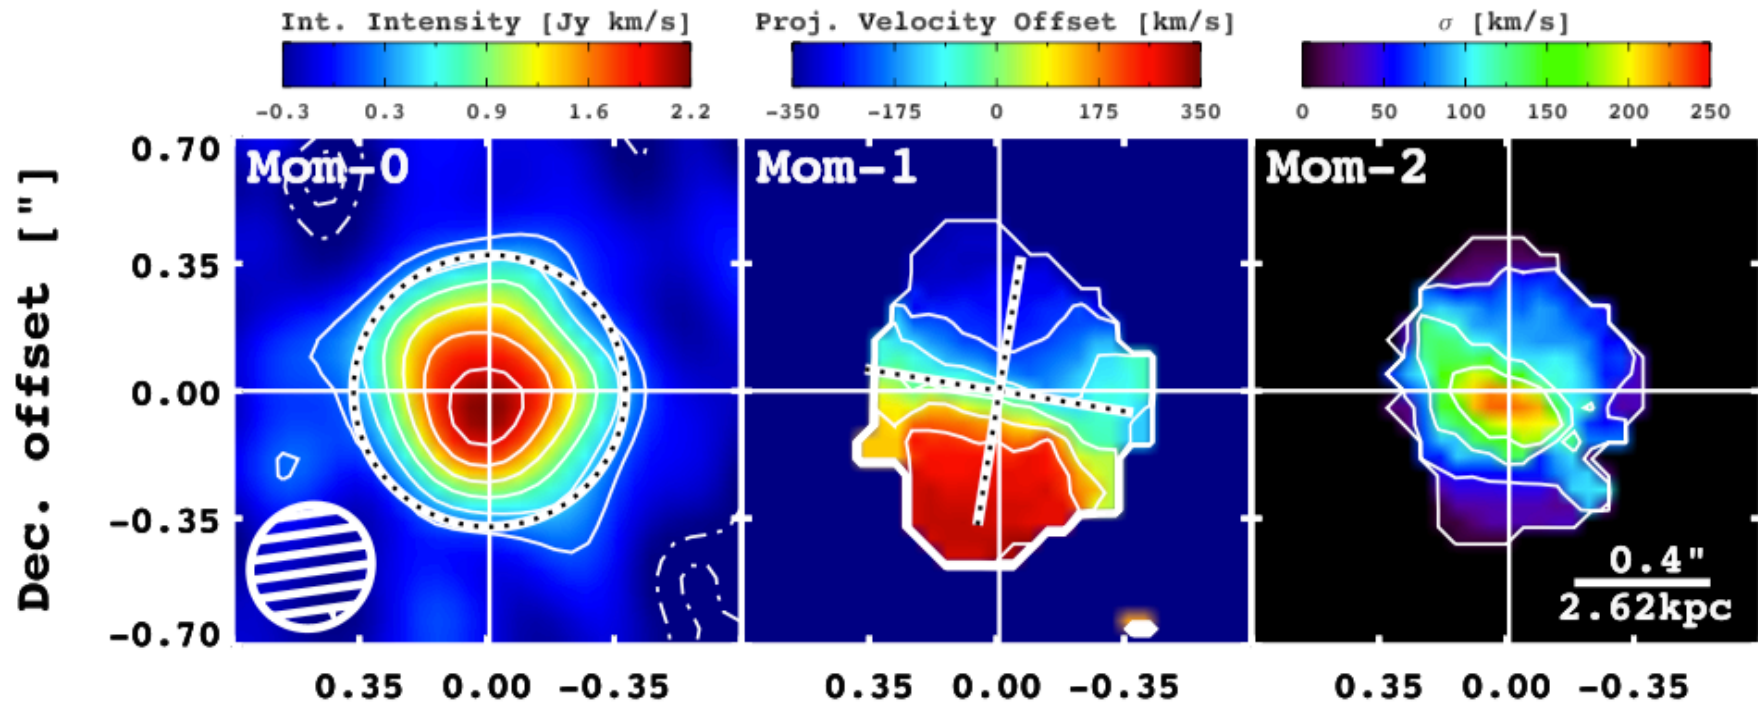 Int. Intensity [Jy km/s] Proj. Velocity Offset [km/s] σ [km/s]
-0.3 0.3 0.9 1.6 2.2 -350 -175 0 175 350 0 50 100 150 200 250
Dec. offset ["]
0.70
0.35
0.00
-0.35
-0.70
Mom-0 Mom-1 Mom-2
0.4"
2.62kpc
0.35 0.00 -0.35 0.35 0.00 -0.35 0.35 0.00 -0.35